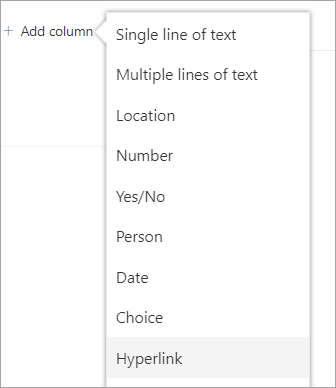 + Add column
Single line of text
Multiple lines of text
Location
Number
Yes/No
Person
Date
Choice
Hyperlink